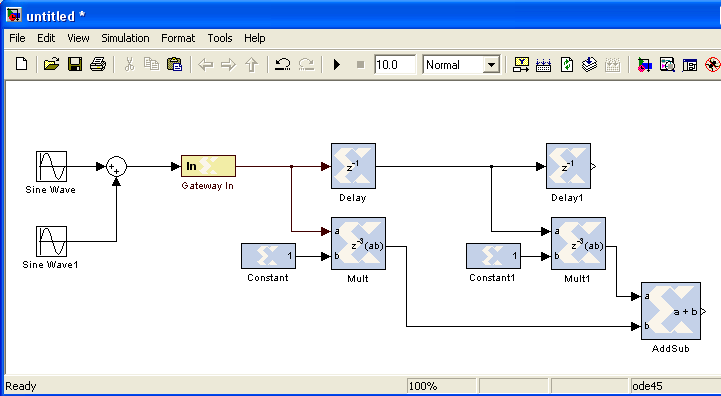 untitled *
File Edit View Simulation Format Tools Help
10.0 Normal
In
z-1
z-1
Sine Wave
Gateway In
Delay
Delay1
a
z-3(ab)
b
a
z-3(ab)
b
Sine Wave1
1
Constant
Mult
1
Constant1
Mult1
a
a + b
b
AddSub
Ready 100% ode45